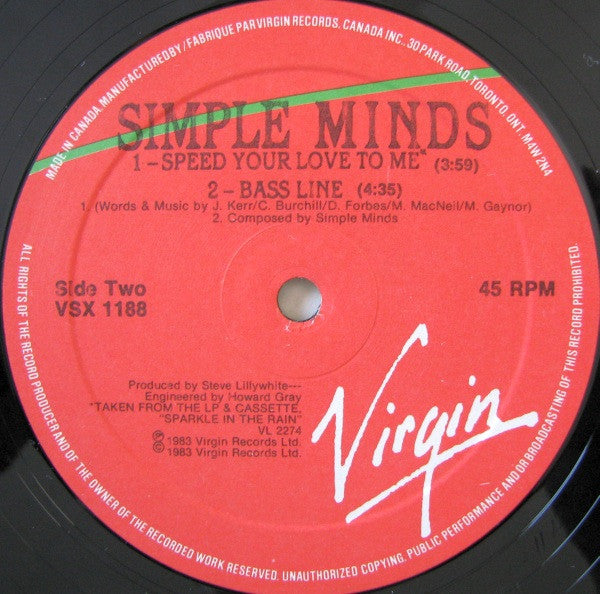 MADE IN CANADA. MANUFACTURED BY/FABRIQUE PAR VIRGIN RECORDS, CANADA INC., 30 PARK ROAD, TORONTO, ONT. M4W 2N4
SIMPLE MINDS
1-SPEED YOUR LOVE TO ME* (3:59)
2-BASS LINE (4:35)
1. (Words & Music by J. Kerr/C. Burchill/D. Forbes/M. MacNeil/M. Gaynor)
2. Composed by Simple Minds
Side Two
VSX 1188
45 RPM
Produced by Steve Lillywhite---
Engineered by Howard Gray
*TAKEN FROM THE LP & CASSETTE,
"SPARKLE IN THE RAIN"
VL 2274
℗ 1983 Virgin Records Ltd.
© 1983 Virgin Records Ltd.
Virgin
ALL RIGHTS OF THE RECORD PRODUCER AND OF THE OWNER OF THE RECORDED WORK RESERVED. UNAUTHORIZED COPYING, PUBLIC PERFORMANCE AND/OR BROADCASTING OF THIS RECORD PROHIBITED.